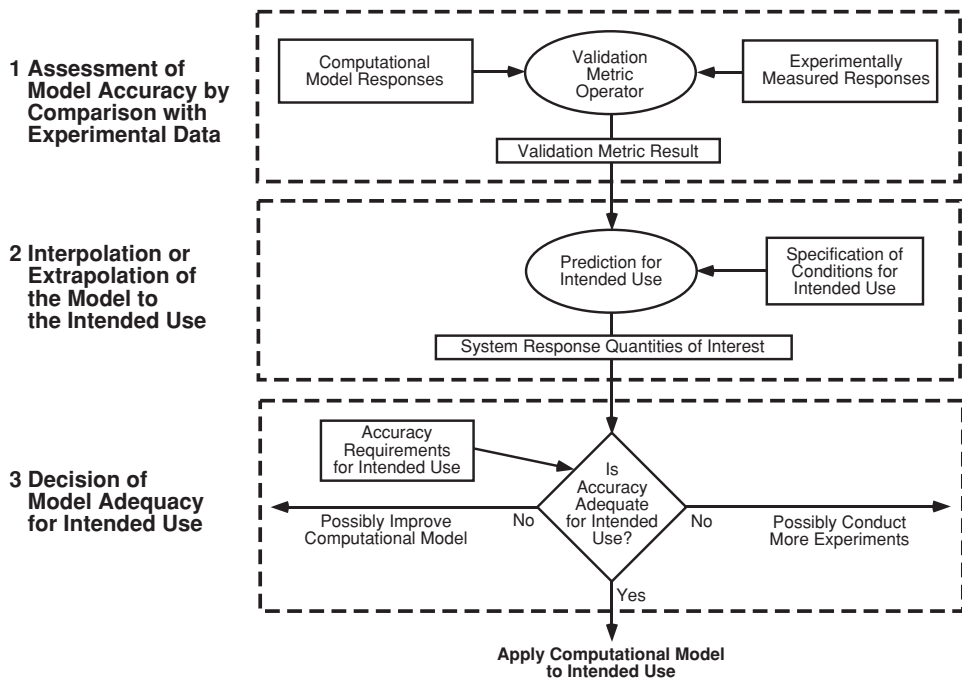 1 Assessment of
Model Accuracy by
Comparison with
Experimental Data
Computational
Model Responses
Validation
Metric
Operator
Experimentally
Measured Responses
Validation Metric Result
2 Interpolation or
Extrapolation of
the Model to
the Intended Use
Prediction for
Intended Use
Specification of
Conditions for
Intended Use
System Response Quantities of Interest
3 Decision of
Model Adequacy
for Intended Use
Accuracy
Requirements
for Intended Use
Is
Accuracy
Adequate
for Intended
Use?
No
Possibly Improve
Computational Model
No
Possibly Conduct
More Experiments
Yes
Apply Computational Model
to Intended Use